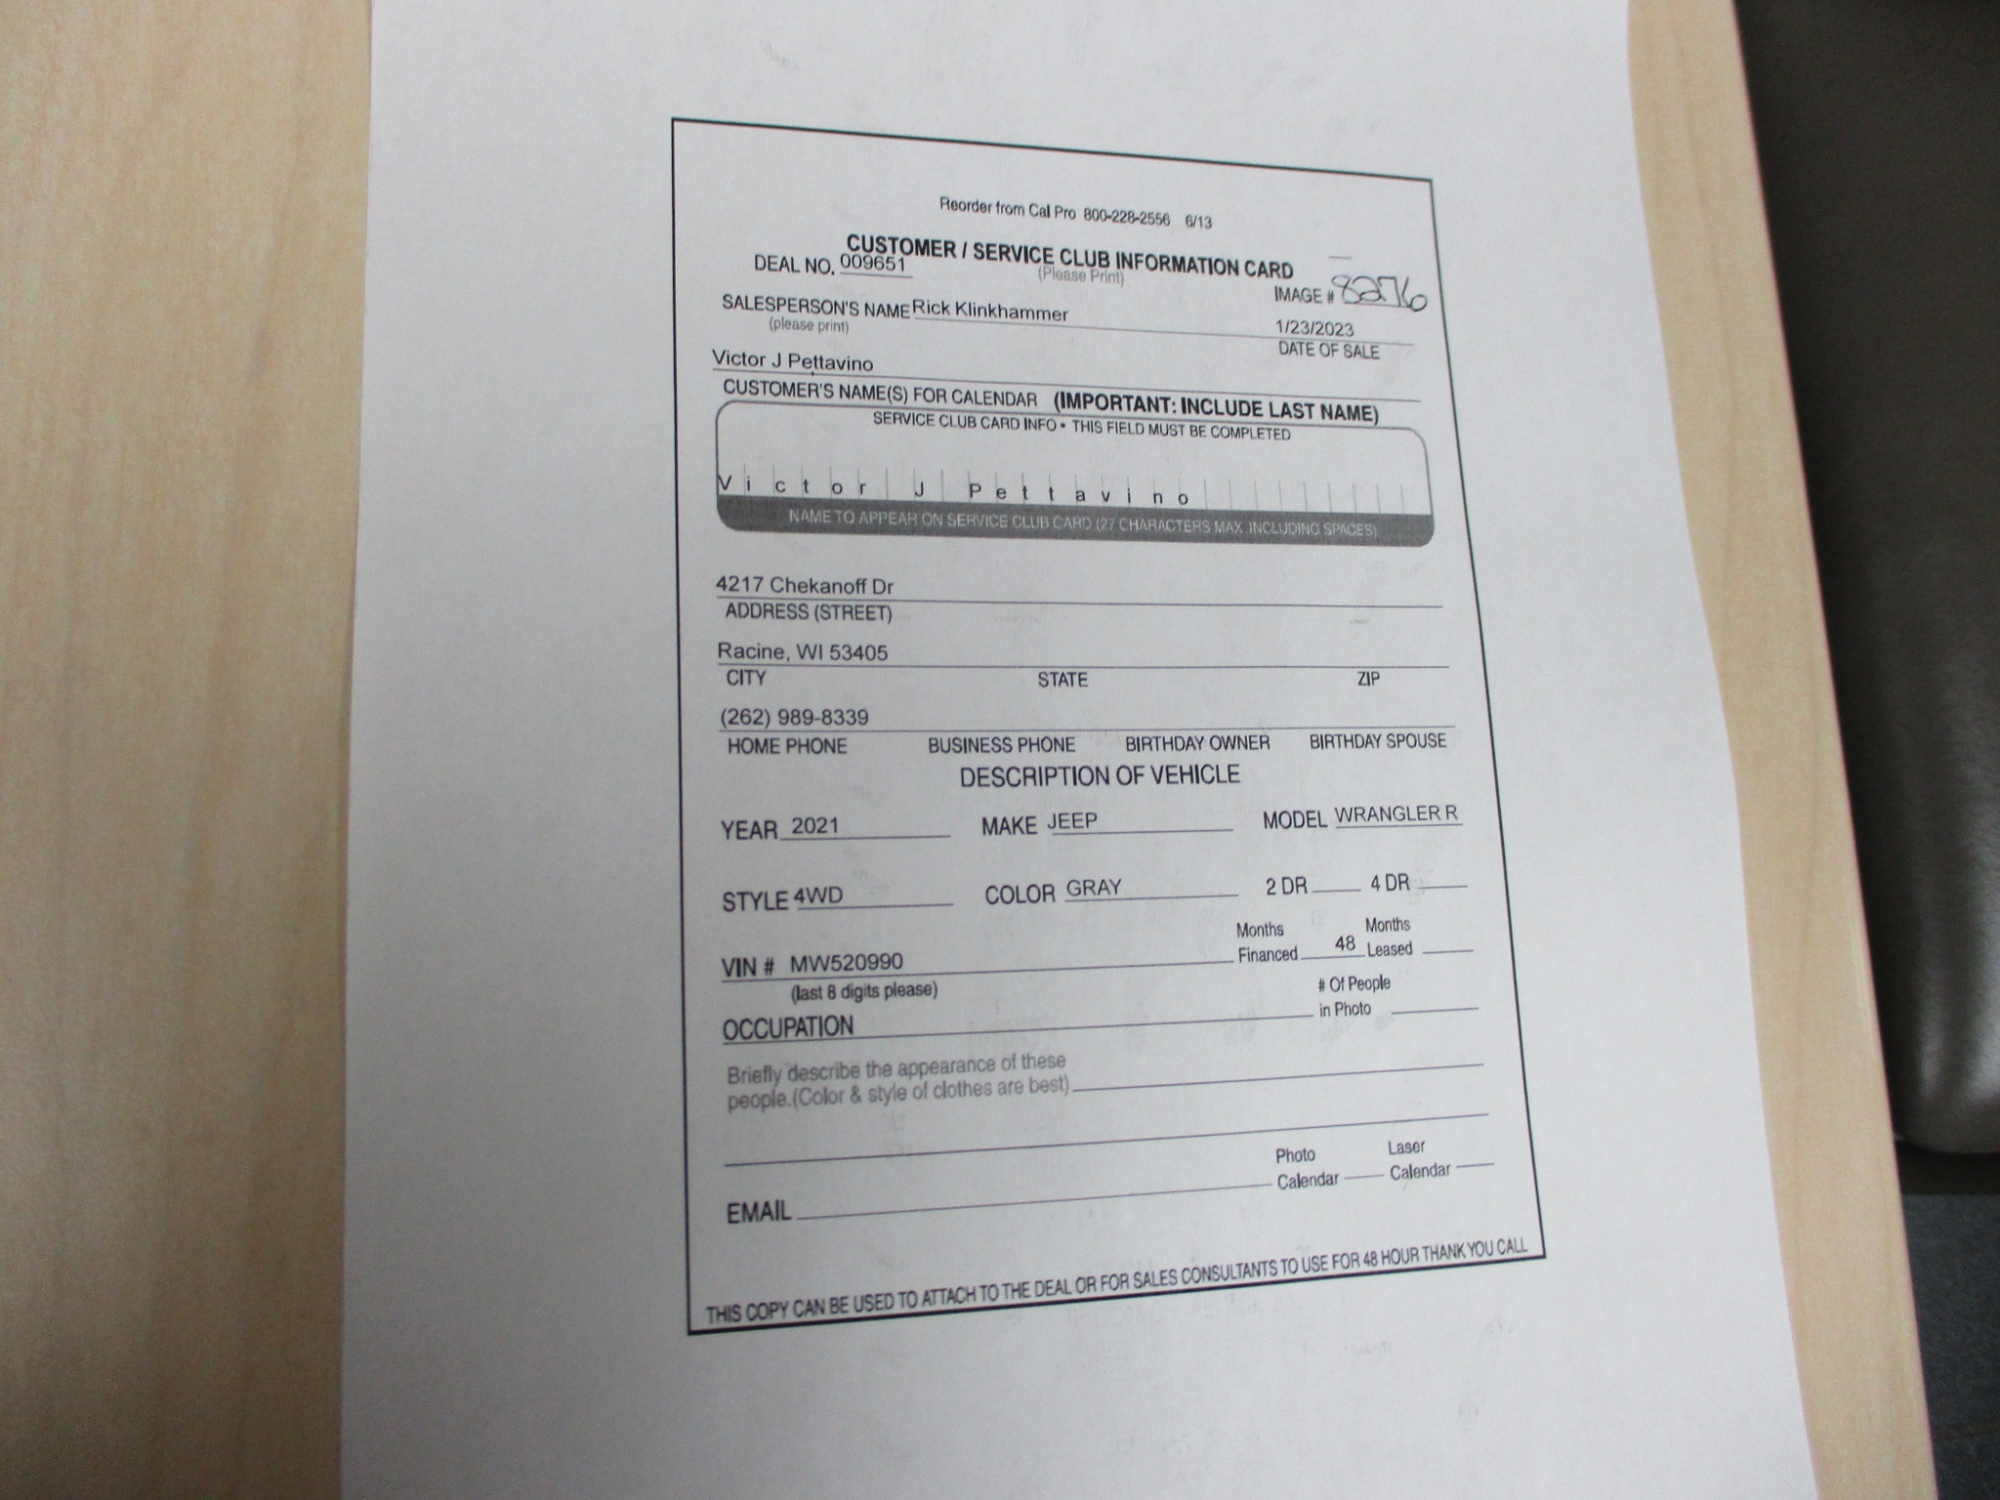 Reorder from Cal Pro 800-228-2556 6/13
CUSTOMER / SERVICE CLUB INFORMATION CARD
DEAL NO. 009651 (Please Print)
IMAGE # 8276
SALESPERSON'S NAME Rick Klinkhammer 1/23/2023
(please print) DATE OF SALE
Victor J Pettavino
CUSTOMER'S NAME(S) FOR CALENDAR (IMPORTANT: INCLUDE LAST NAME)
SERVICE CLUB CARD INFO • THIS FIELD MUST BE COMPLETED
Victor J Pettavino
NAME TO APPEAR ON SERVICE CLUB CARD (27 CHARACTERS MAX. INCLUDING SPACES)
4217 Chekanoff Dr
ADDRESS (STREET)
Racine, WI 53405
CITY STATE ZIP
(262) 989-8339
HOME PHONE BUSINESS PHONE BIRTHDAY OWNER BIRTHDAY SPOUSE
DESCRIPTION OF VEHICLE
YEAR 2021 MAKE JEEP MODEL WRANGLER R
STYLE 4WD COLOR GRAY 2 DR 4 DR
Months Months
VIN # MW520990 Financed 48 Leased
(last 8 digits please) # Of People
OCCUPATION in Photo
Briefly describe the appearance of these
people.(Color & style of clothes are best)
Photo Laser
EMAIL Calendar Calendar
THIS COPY CAN BE USED TO ATTACH TO THE DEAL OR FOR SALES CONSULTANTS TO USE FOR 48 HOUR THANK YOU CALL